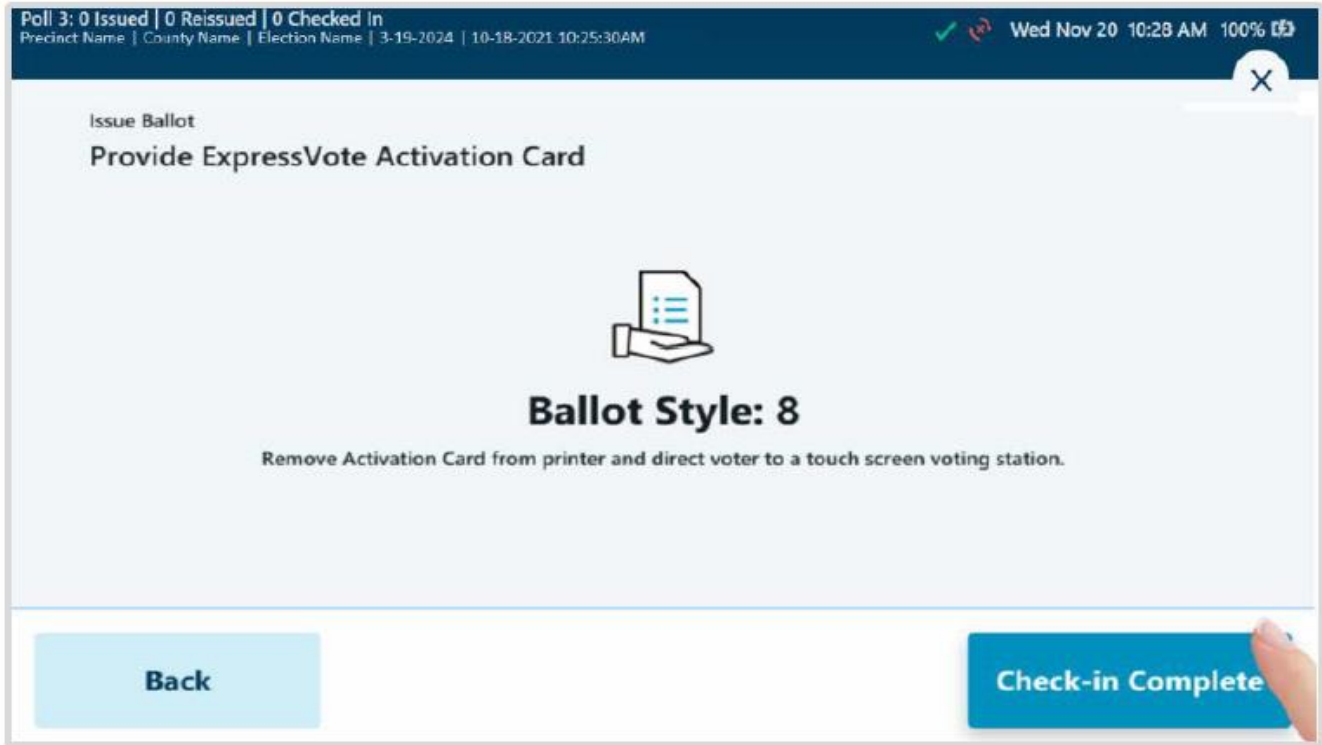 Poll 3: 0 Issued | 0 Reissued | 0 Checked In
Precinct Name | County Name | Election Name | 3-19-2024 | 10-18-2021 10:25:30AM
Wed Nov 20 10:28 AM 100%
X
Issue Ballot
Provide ExpressVote Activation Card
Ballot Style: 8
Remove Activation Card from printer and direct voter to a touch screen voting station.
Back
Check-in Complete